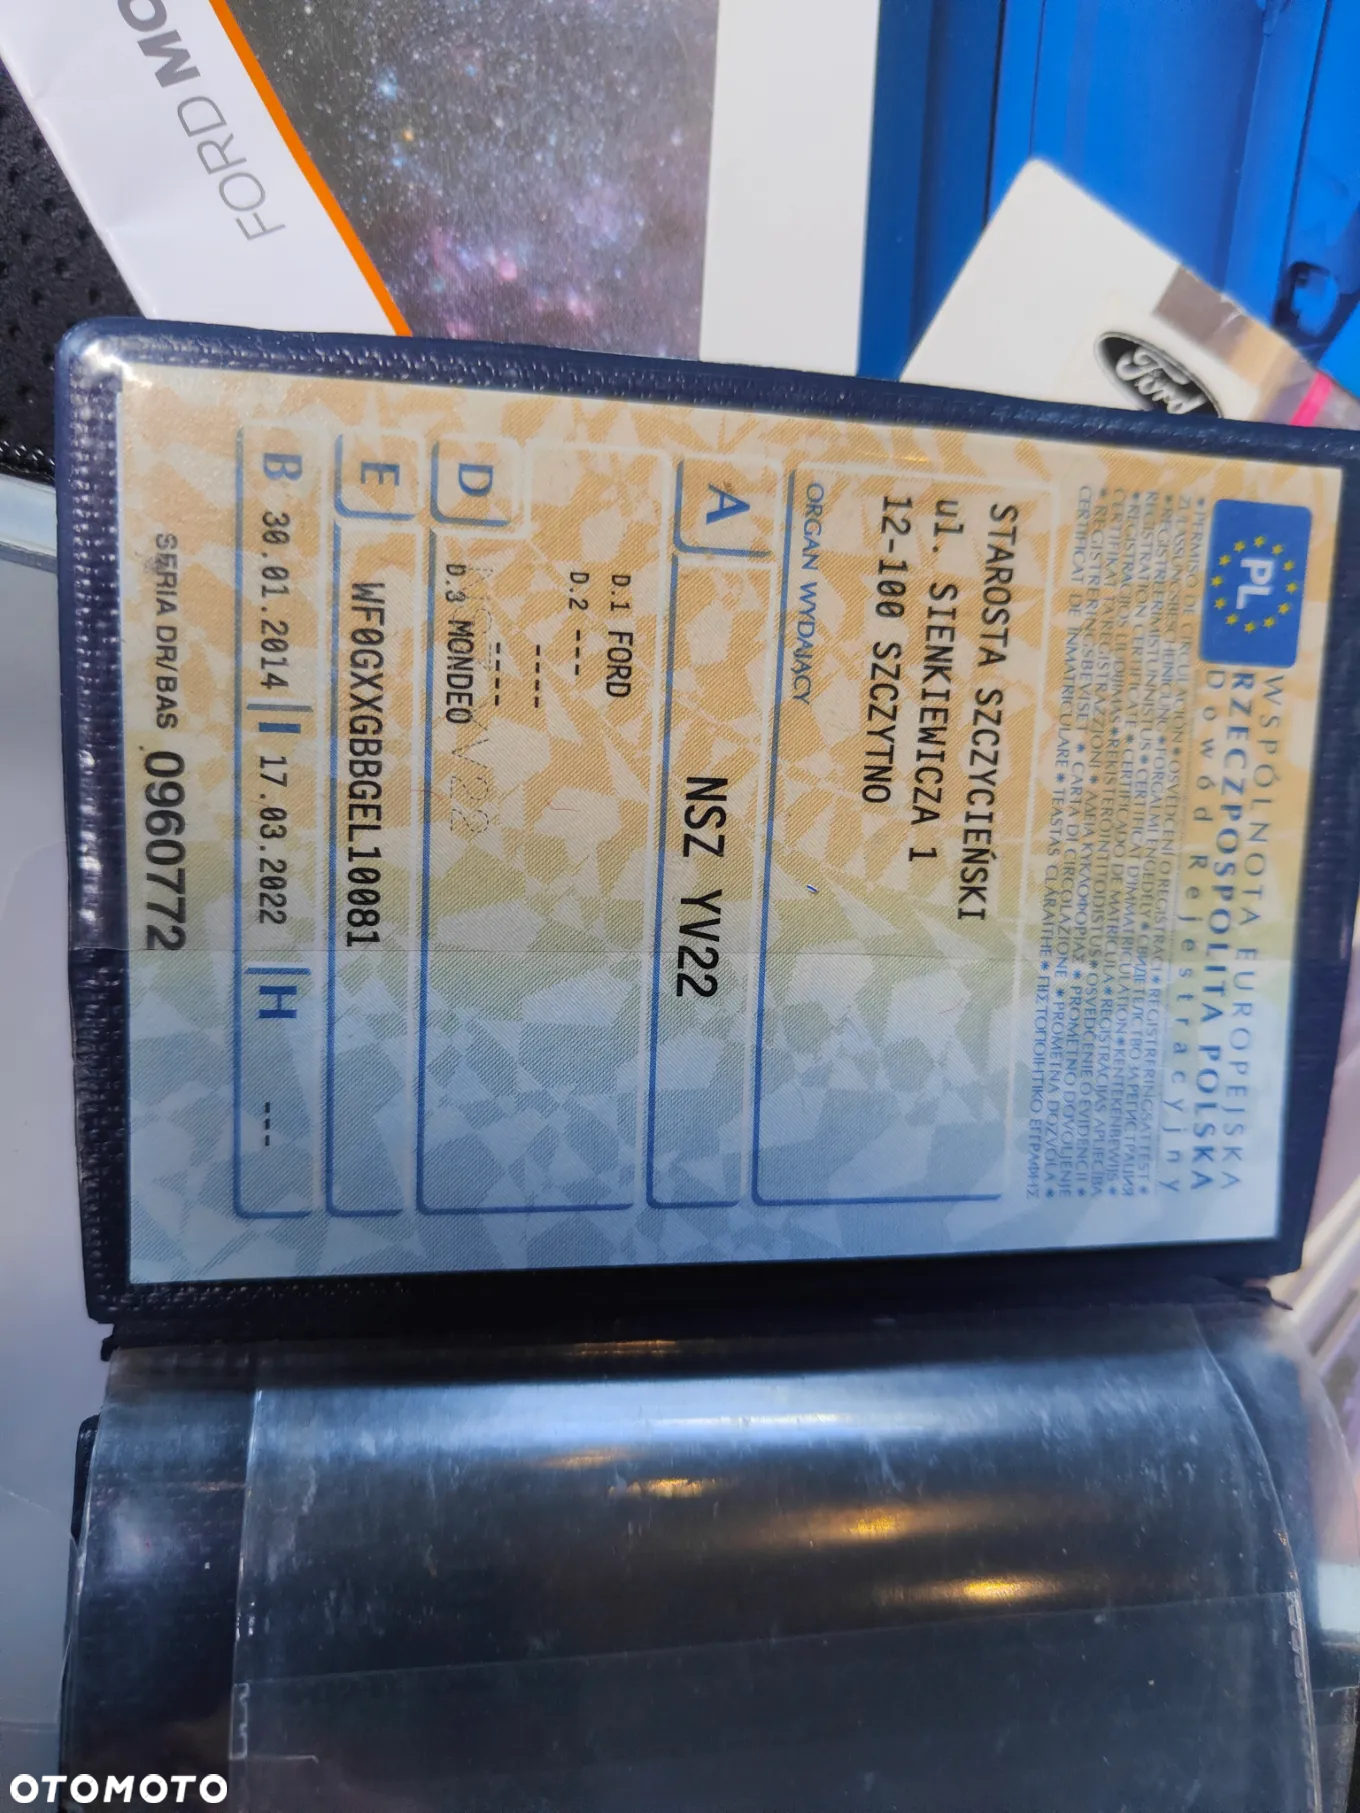 FORD MO
Ford
PL
WSPÓLNOTA EUROPEJSKA
RZECZPOSPOLITA POLSKA
Dowód Rejestracyjny
STAROSTA SZCZYCIEŃSKI
ul. SIENKIEWICZA 1
12-100 SZCZYTNO
ORGAN WYDAJĄCY
A NSZ YV22
D
D.1 FORD
D.2 ---
----
----
D.3 MONDEO
E WF0GXXGBBGEL10081
B 30.01.2014 I 17.03.2022 H ---
SERIA DR/BAS 0960772
OTOMOTO